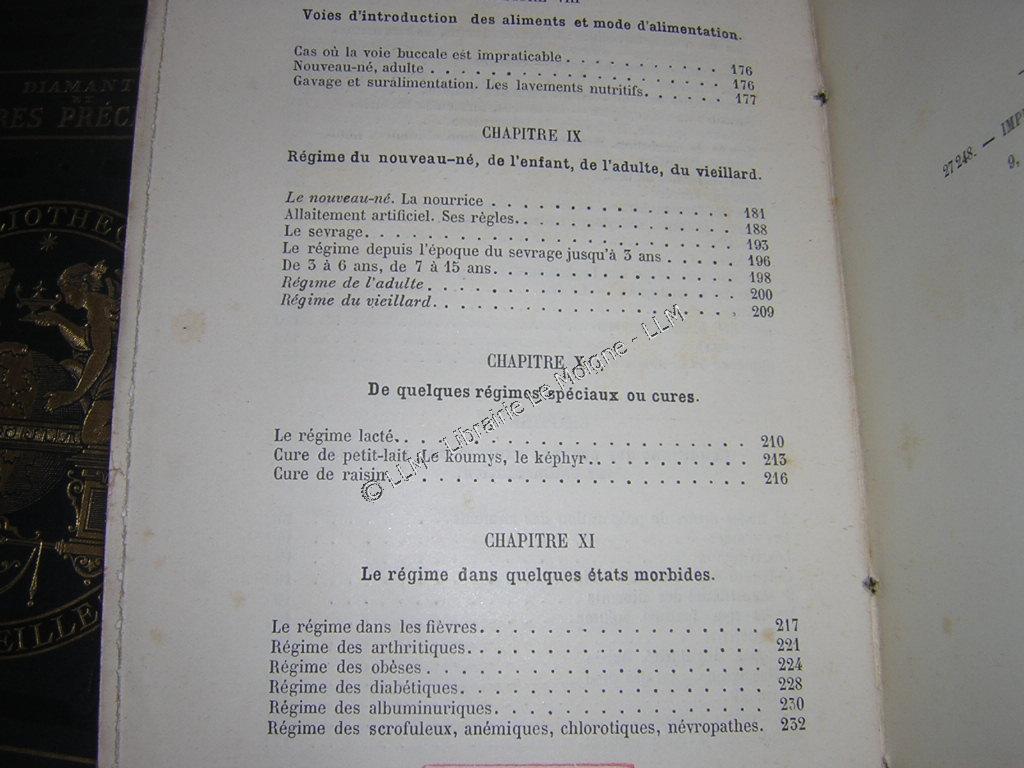 DIAMANT
Voies d'introduction des aliments et mode d'alimentation.
Cas où la voie buccale est impraticable . . . . . . . . . . . 176
Nouveau-né, adulte . . . . . . . . . . . . . . . . . 176
Gavage et suralimentation. Les lavements nutritifs. . . . . . . 177
CHAPITRE IX
Régime du nouveau-né, de l'enfant, de l'adulte, du vieillard.
Le nouveau-né. La nourrice . . . . . . . . . . . . . . . 181
Allaitement artificiel. Ses règles. . . . . . . . . . . . . . 188
Le sevrage. . . . . . . . . . . . . . . . . . . . . . 193
Le régime depuis l'époque du sevrage jusqu'à 3 ans . . . . . 196
De 3 à 6 ans, de 7 à 15 ans. . . . . . . . . . . . . . . 198
Régime de l'adulte . . . . . . . . . . . . . . . . . . 200
Régime du vieillard. . . . . . . . . . . . . . . . . . 209
CHAPITRE X
De quelques régimes spéciaux ou cures.
Le régime lacté. . . . . . . . . . . . . . . . . . . . 210
Cure de petit-lait. Le koumys, le képhyr. . . . . . . . . . 213
Cure de raisin. . . . . . . . . . . . . . . . . . . . 216
CHAPITRE XI
Le régime dans quelques états morbides.
Le régime dans les fièvres. . . . . . . . . . . . . . . . 217
Régime des arthritiques. . . . . . . . . . . . . . . . . 221
Régime des obèses . . . . . . . . . . . . . . . . . . 224
Régime des diabétiques. . . . . . . . . . . . . . . . . 228
Régime des albuminuriques. . . . . . . . . . . . . . . . 230
Régime des scrofuleux, anémiques, chlorotiques, névropathes. 232
27248. —
9,
© LLM - Librairie Le Moigne - LLM